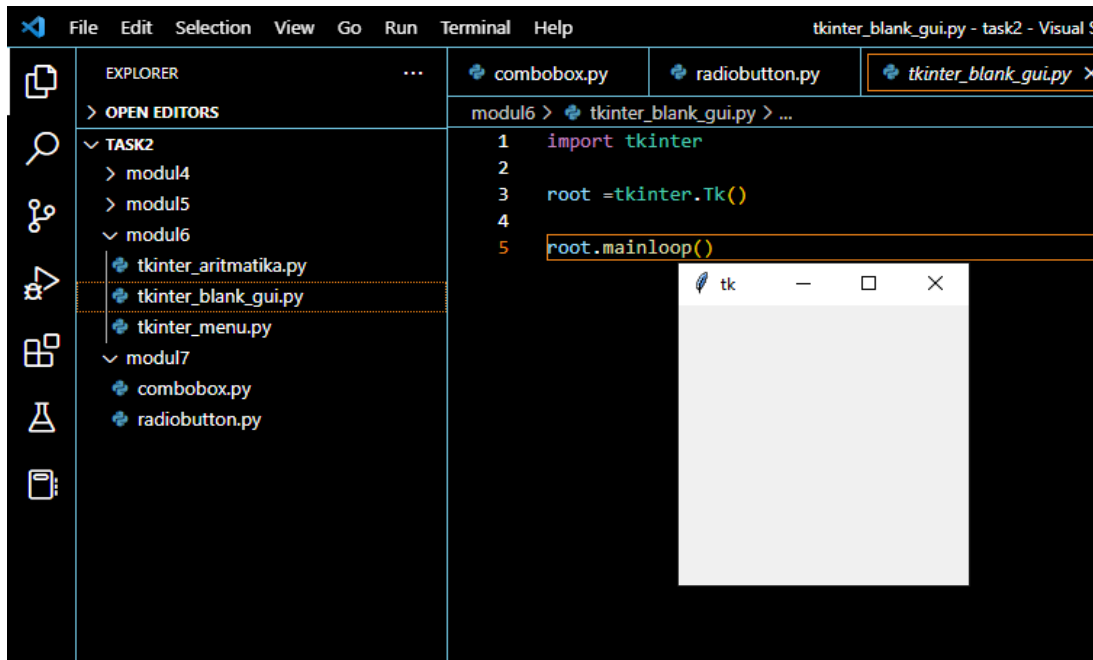 File Edit Selection View Go Run Terminal Help tkinter_blank_gui.py - task2 - Visual
EXPLORER ...
combobox.py radiobutton.py tkinter_blank_gui.py
OPEN EDITORS
modul6 > tkinter_blank_gui.py > ...
TASK2
modul4
modul5
modul6
tkinter_aritmatika.py
tkinter_blank_gui.py
tkinter_menu.py
modul7
combobox.py
radiobutton.py
1 import tkinter
2
3 root =tkinter.Tk()
4
5 root.mainloop()
tk